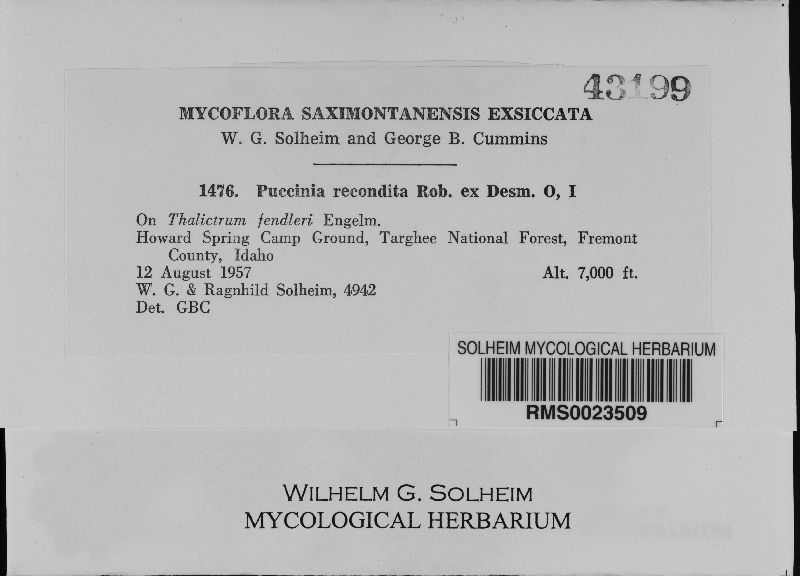 43199
MYCOFLORA SAXIMONTANENSIS EXSICCATA
W. G. Solheim and George B. Cummins
1476. Puccinia recondita Rob. ex Desm. O, I
On Thalictrum fendleri Engelm.
Howard Spring Camp Ground, Targhee National Forest, Fremont
County, Idaho
12 August 1957 Alt. 7,000 ft.
W. G. & Ragnhild Solheim, 4942
Det. GBC
SOLHEIM MYCOLOGICAL HERBARIUM
RMS0023509
WILHELM G. SOLHEIM
MYCOLOGICAL HERBARIUM